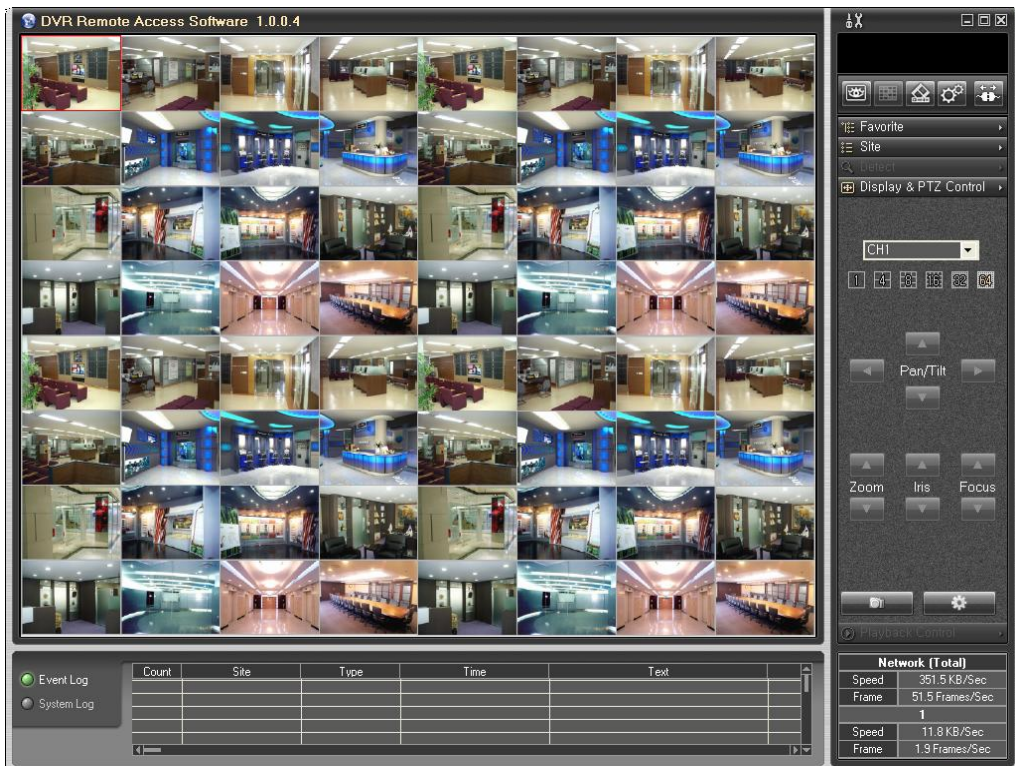 DVR Remote Access Software 1.0.0.4
Favorite
Site
Detect
Display & PTZ Control
CH1
1 4 8 16 32 64
Pan/Tilt
Zoom Iris Focus
Playback Control
Event Log
System Log
Count Site Type Time Text
Network (Total)
Speed 351.5 KB/Sec
Frame 51.5 Frames/Sec
1
Speed 11.8 KB/Sec
Frame 1.9 Frames/Sec